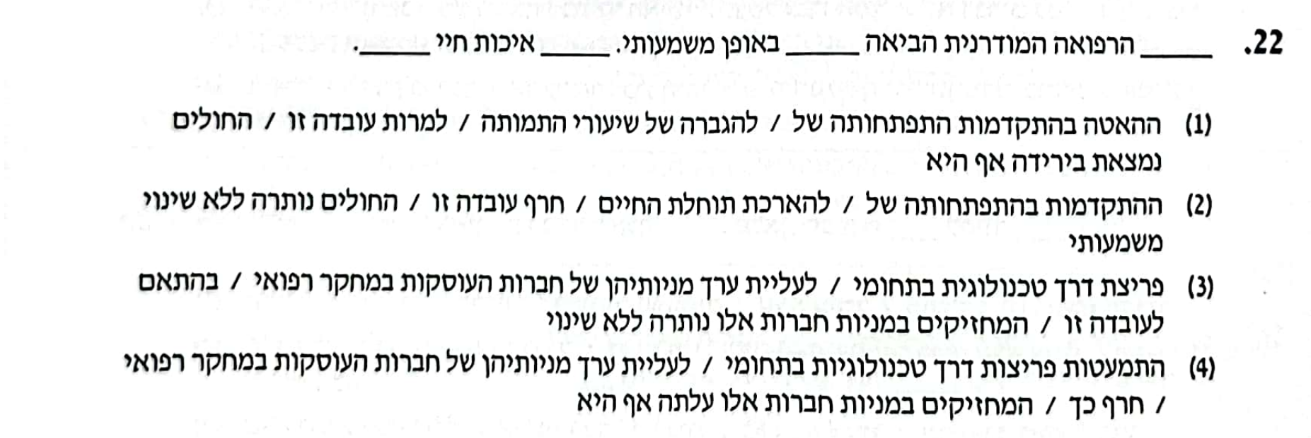 22. _____ הרפואה המודרנית הביאה _____ באופן משמעותי. _____ איכות חיי _____.
(1) ההאטה בהתקדמות התפתחותה של / להגברה של שיעורי התמותה / למרות עובדה זו / החולים
נמצאת בירידה אף היא
(2) ההתקדמות בהתפתחותה של / להארכת תוחלת החיים / חרף עובדה זו / החולים נותרה ללא שינוי
משמעותי
(3) פריצת דרך טכנולוגית בתחומי / לעליית ערך מניותיהן של חברות העוסקות במחקר רפואי / בהתאם
לעובדה זו / המחזיקים במניות חברות אלו נותרה ללא שינוי
(4) התמעטות פריצות דרך טכנולוגיות בתחומי / לעליית ערך מניותיהן של חברות העוסקות במחקר רפואי
/ חרף כך / המחזיקים במניות חברות אלו עלתה אף היא